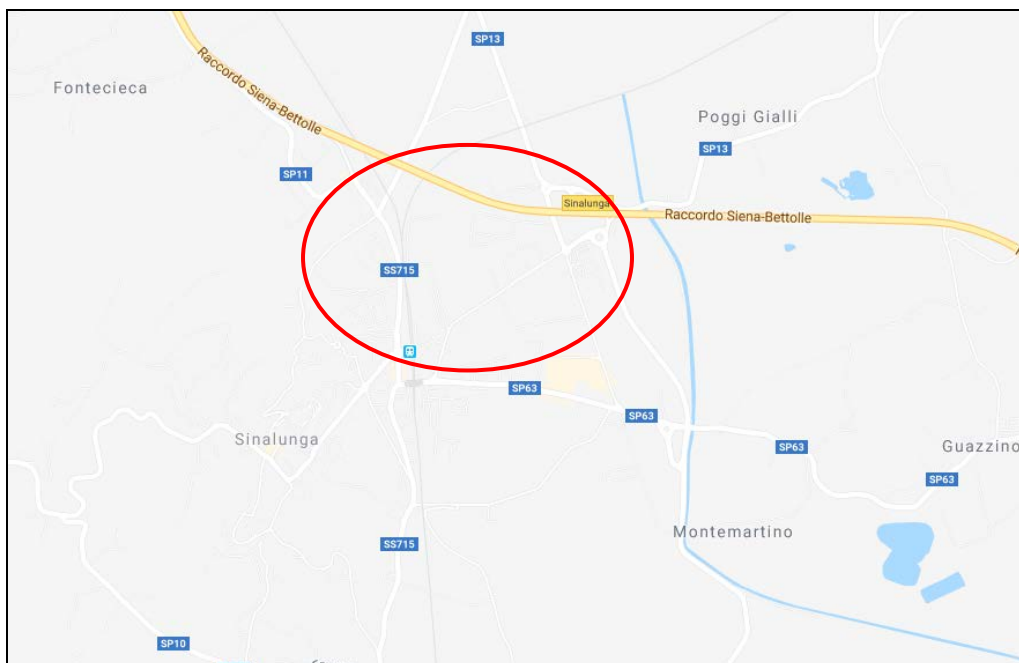 SP13
Raccordo Siena-Bettolle
Fontecieca
Poggi Gialli
SP13
SP11
Sinalunga
Raccordo Siena-Bettolle
SS715
SP63
SP63
Sinalunga
SP63
Guazzino
SP63
Montemartino
SS715
SP10